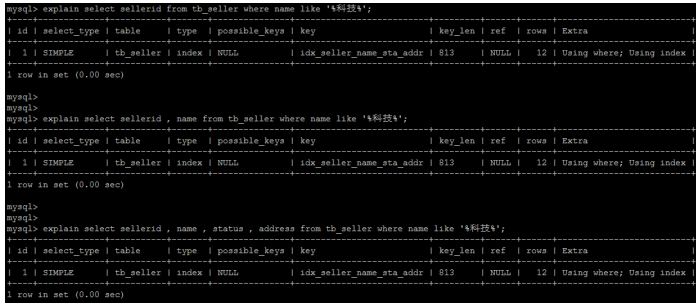 mysql> explain select sellerid from tb_seller where name like '%科技%';
+----+-------------+-----------+-------+---------------+--------------------------+---------+------+------+--------------------------+
| id | select_type | table | type | possible_keys | key | key_len | ref | rows | Extra |
| 1 | SIMPLE | tb_seller | index | NULL | idx_seller_name_sta_addr | 813 | NULL | 12 | Using where; Using index |
1 row in set (0.00 sec)
mysql>
mysql>
mysql> explain select sellerid , name from tb_seller where name like '%科技%';
| id | select_type | table | type | possible_keys | key | key_len | ref | rows | Extra |
| 1 | SIMPLE | tb_seller | index | NULL | idx_seller_name_sta_addr | 813 | NULL | 12 | Using where; Using index |
1 row in set (0.00 sec)
mysql>
mysql>
mysql> explain select sellerid , name , status , address from tb_seller where name like '%科技%';
| id | select_type | table | type | possible_keys | key | key_len | ref | rows | Extra |
| 1 | SIMPLE | tb_seller | index | NULL | idx_seller_name_sta_addr | 813 | NULL | 12 | Using where; Using index |
1 row in set (0.00 sec)